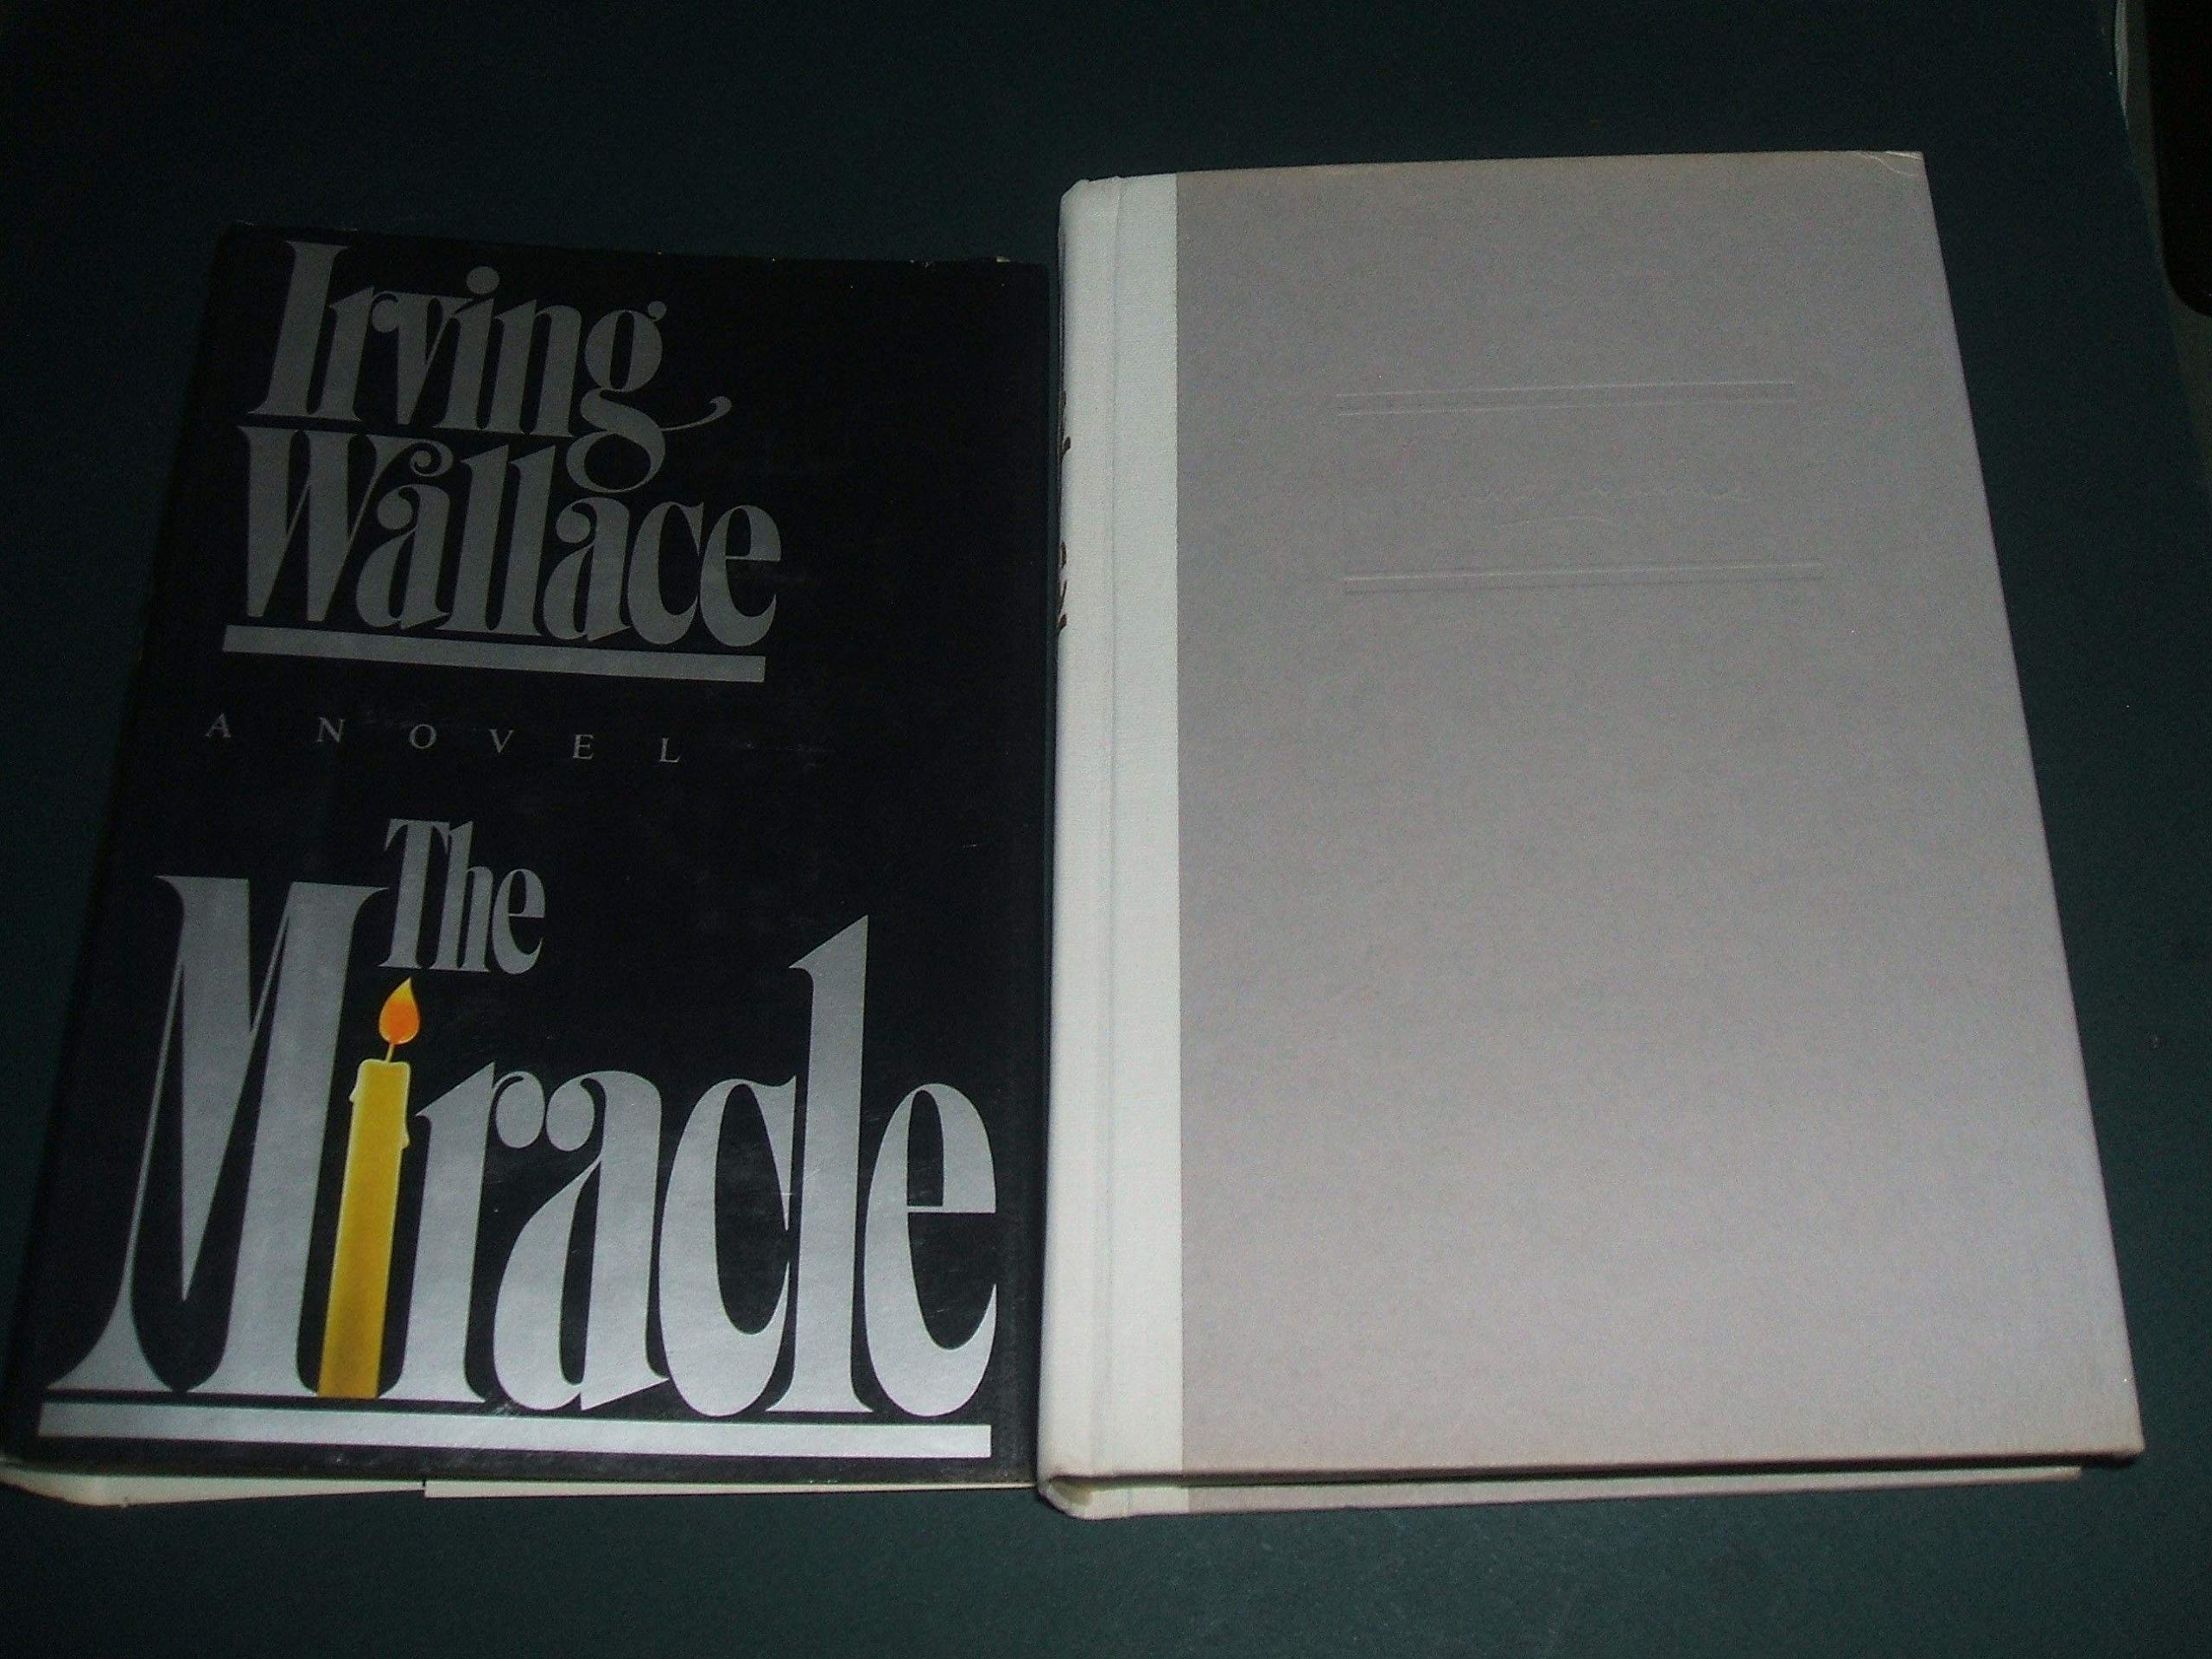 Irving
Wallace
A NOVEL
The
Miracle